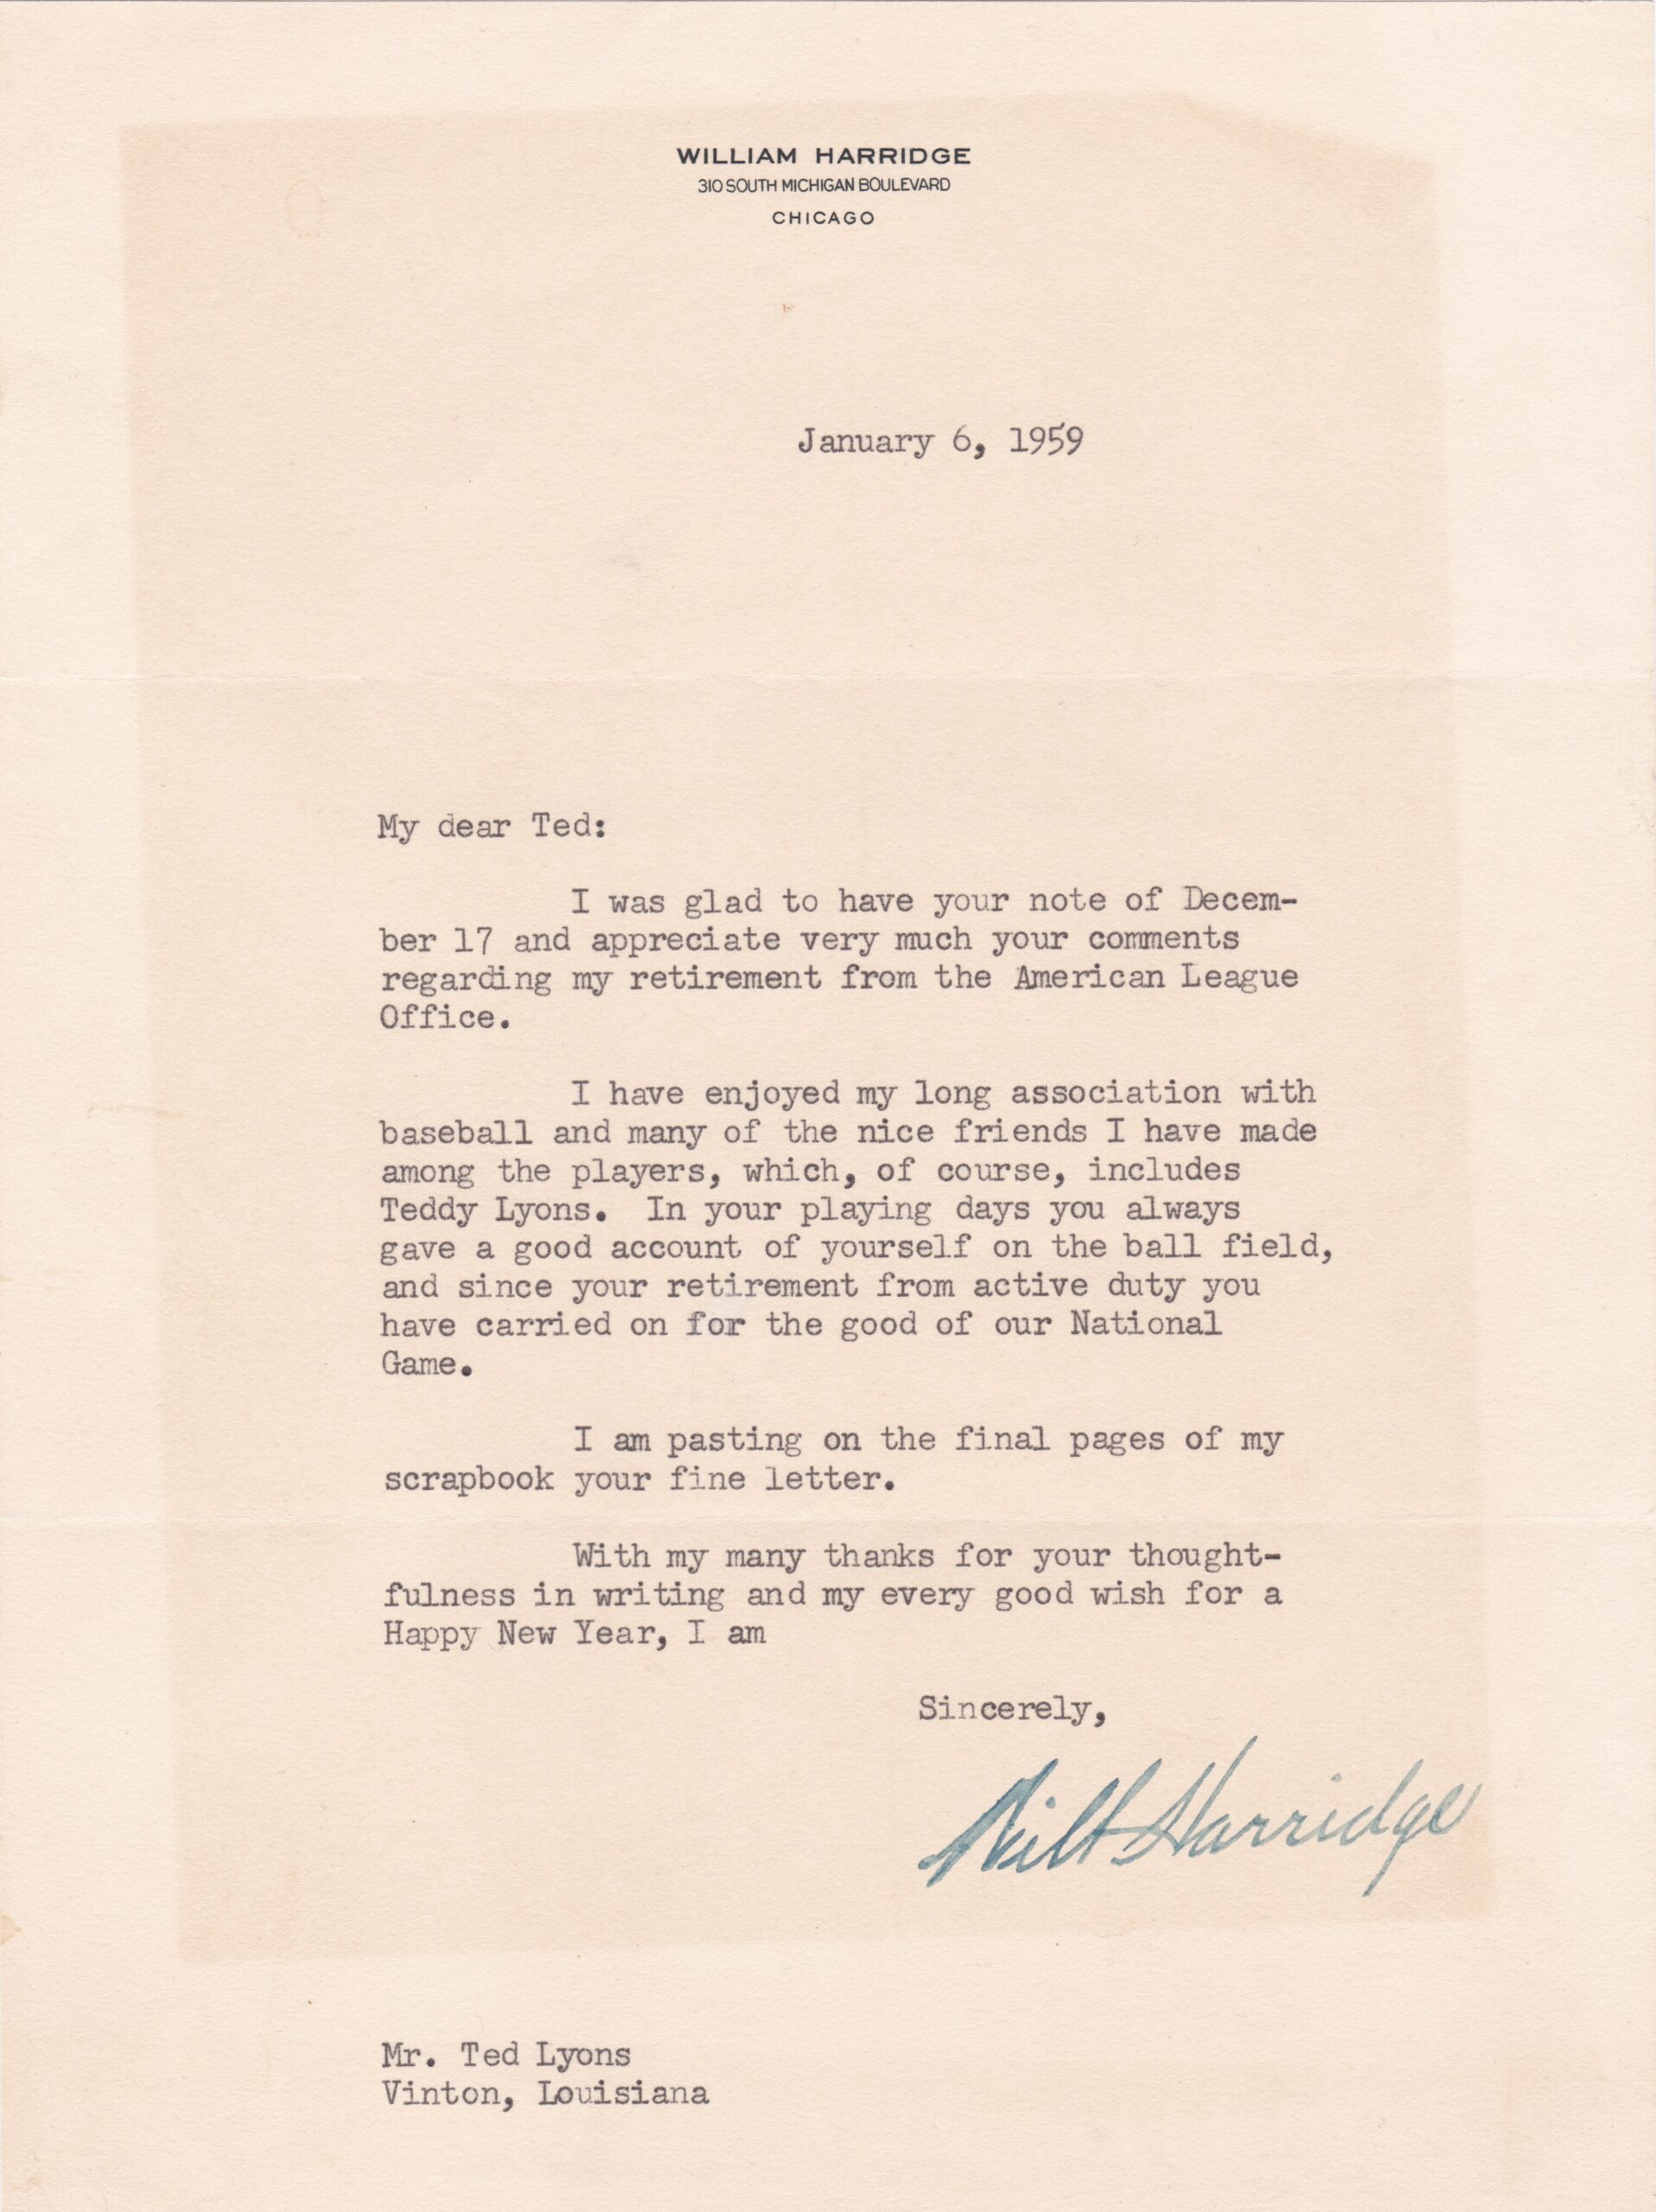 WILLIAM HARRIDGE
310 SOUTH MICHIGAN BOULEVARD
CHICAGO
January 6, 1959
My dear Ted:
I was glad to have your note of Decem-
ber 17 and appreciate very much your comments
regarding my retirement from the American League
Office.
I have enjoyed my long association with
baseball and many of the nice friends I have made
among the players, which, of course, includes
Teddy Lyons. In your playing days you always
gave a good account of yourself on the ball field,
and since your retirement from active duty you
have carried on for the good of our National
Game.
I am pasting on the final pages of my
scrapbook your fine letter.
With my many thanks for your thought-
fulness in writing and my every good wish for a
Happy New Year, I am
Sincerely,
Will Harridge
Mr. Ted Lyons
Vinton, Louisiana